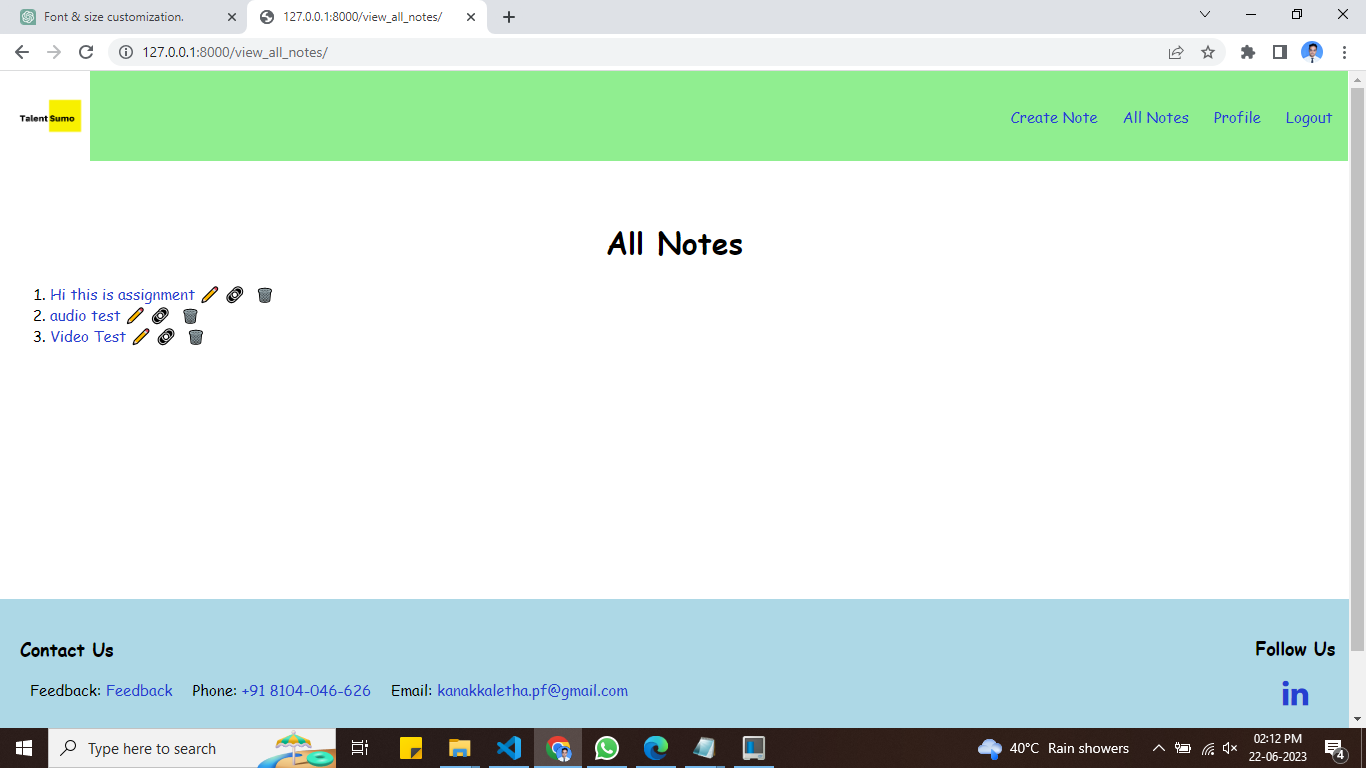 Font & size customization.
127.0.0.1:8000/view_all_notes/
127.0.0.1:8000/view_all_notes/
Talent Sumo
Create Note All Notes Profile Logout
All Notes
1. Hi this is assignment
2. audio test
3. Video Test
Contact Us
Follow Us
Feedback: Feedback Phone: +91 8104-046-626 Email: kanakkaletha.pf@gmail.com
in
Type here to search
40°C Rain showers
02:12 PM
22-06-2023
4